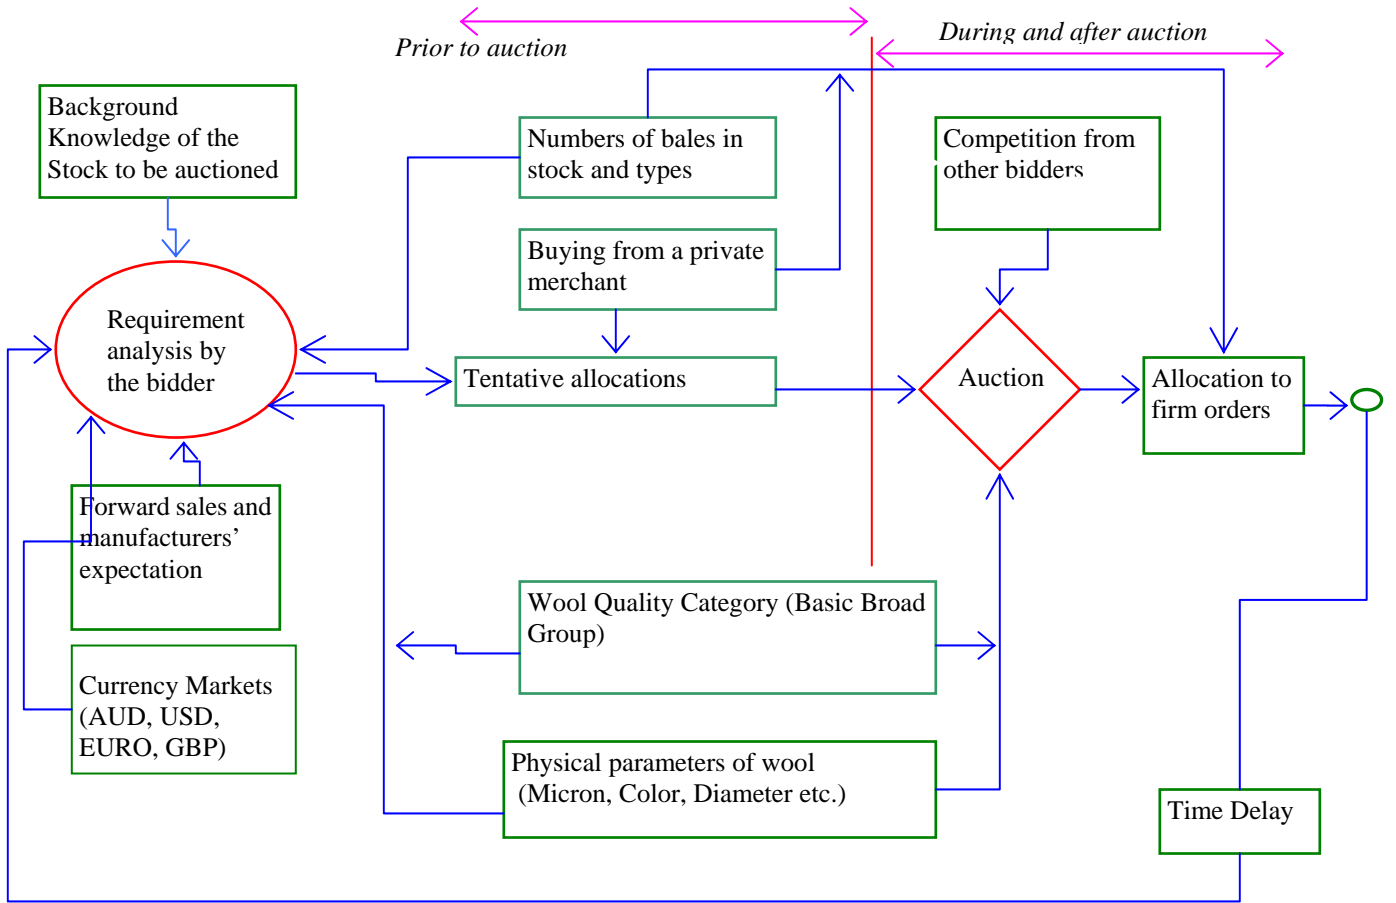 Prior to auction
During and after auction
Background
Knowledge of the
Stock to be auctioned
Numbers of bales in
stock and types
Competition from
other bidders
Buying from a private
merchant
Requirement
analysis by
the bidder
Tentative allocations
Auction
Allocation to
firm orders
Forward sales and
manufacturers’
expectation
Wool Quality Category (Basic Broad
Group)
Currency Markets
(AUD, USD,
EURO, GBP)
Physical parameters of wool
(Micron, Color, Diameter etc.)
Time Delay